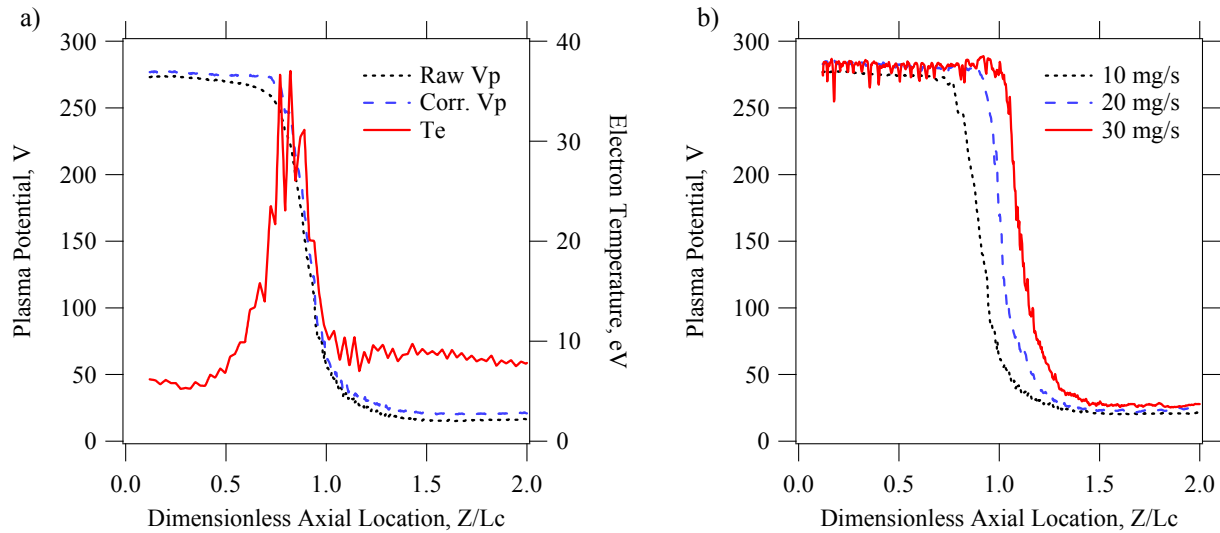 a)
300
250
200
150
100
50
0
Plasma Potential, V
Raw Vp
Corr. Vp
Te
40
30
20
10
0
Electron Temperature, eV
0.0 0.5 1.0 1.5 2.0
Dimensionless Axial Location, Z/Lc
b)
300
250
200
150
100
50
0
Plasma Potential, V
10 mg/s
20 mg/s
30 mg/s
0.0 0.5 1.0 1.5 2.0
Dimensionless Axial Location, Z/Lc